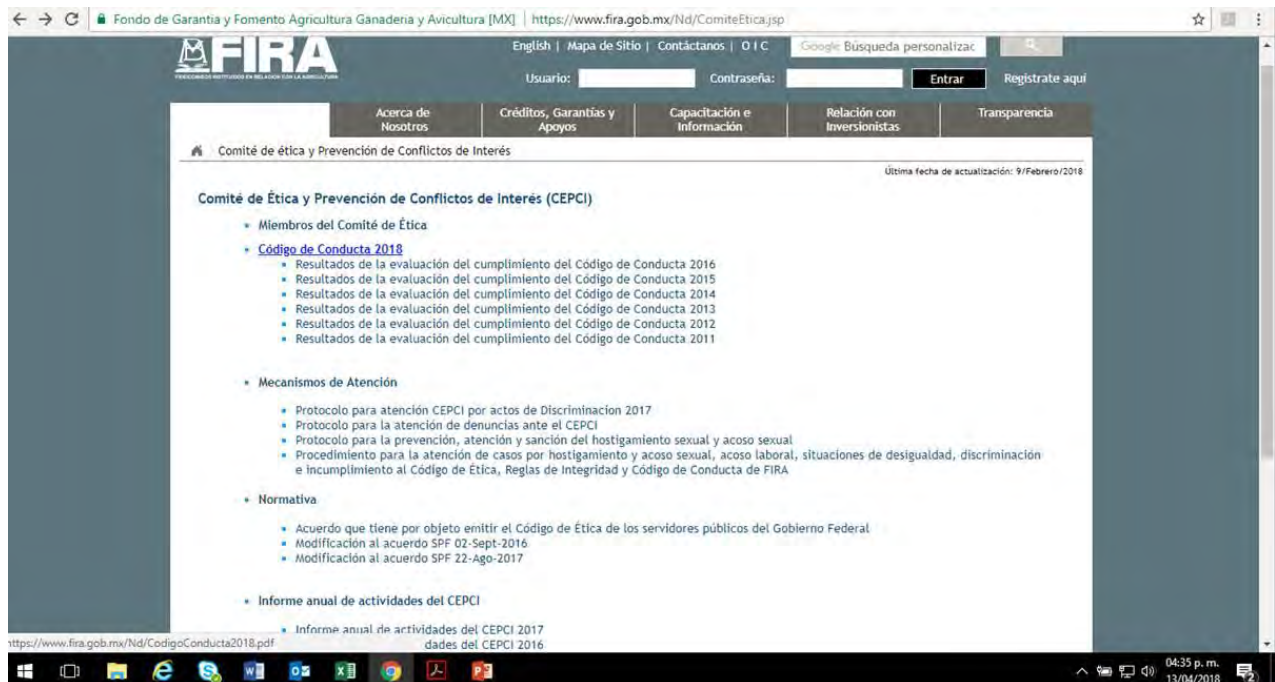 Fondo de Garantia y Fomento Agricultura Ganaderia y Avicultura [MX] | https://www.fira.gob.mx/Nd/ComiteEtica.jsp
FIRA
English | Mapa de Sitio | Contáctanos | O I C
Google Búsqueda personalizac
FIDEICOMISOS INSTITUIDOS EN RELACIÓN CON LA AGRICULTURA
Usuario: Contraseña: Entrar Registrate aquí
Acerca de Nosotros
Créditos, Garantías y Apoyos
Capacitación e Información
Relación con Inversionistas
Transparencia
Comité de ética y Prevención de Conflictos de Interés
Última fecha de actualización: 9/Febrero/2018
Comité de Ética y Prevención de Conflictos de Interés (CEPCI)
Miembros del Comité de Ética
Código de Conducta 2018
Resultados de la evaluación del cumplimiento del Código de Conducta 2016
Resultados de la evaluación del cumplimiento del Código de Conducta 2015
Resultados de la evaluación del cumplimiento del Código de Conducta 2014
Resultados de la evaluación del cumplimiento del Código de Conducta 2013
Resultados de la evaluación del cumplimiento del Código de Conducta 2012
Resultados de la evaluación del cumplimiento del Código de Conducta 2011
Mecanismos de Atención
Protocolo para atención CEPCI por actos de Discriminacion 2017
Protocolo para la atención de denuncias ante el CEPCI
Protocolo para la prevención, atención y sanción del hostigamiento sexual y acoso sexual
Procedimiento para la atención de casos por hostigamiento y acoso sexual, acoso laboral, situaciones de desigualdad, discriminación
e incumplimiento al Código de Ética, Reglas de Integridad y Código de Conducta de FIRA
Normativa
Acuerdo que tiene por objeto emitir el Código de Ética de los servidores públicos del Gobierno Federal
Modificación al acuerdo SPF 02-Sept-2016
Modificación al acuerdo SPF 22-Ago-2017
Informe anual de actividades del CEPCI
Informe anual de actividades del CEPCI 2017
dades del CEPCI 2016
https://www.fira.gob.mx/Nd/CodigoConducta2018.pdf
04:35 p. m.
13/04/2018
2